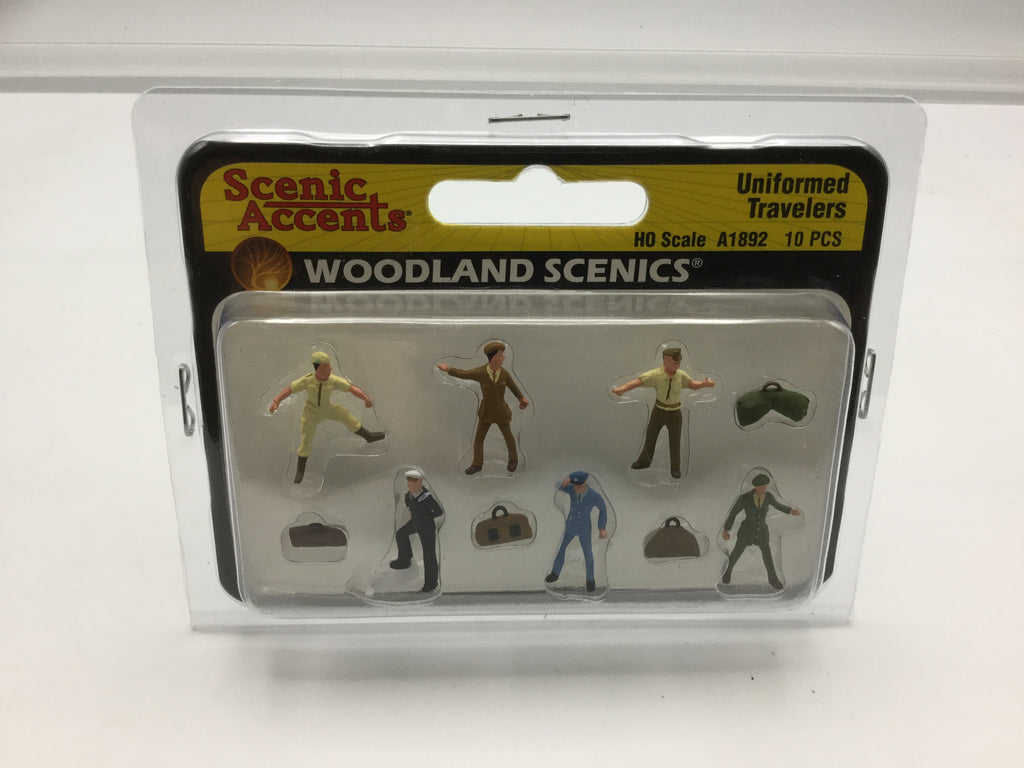 Scenic
Accents®
Uniformed
Travelers
HO Scale A1892 10 PCS
WOODLAND SCENICS®